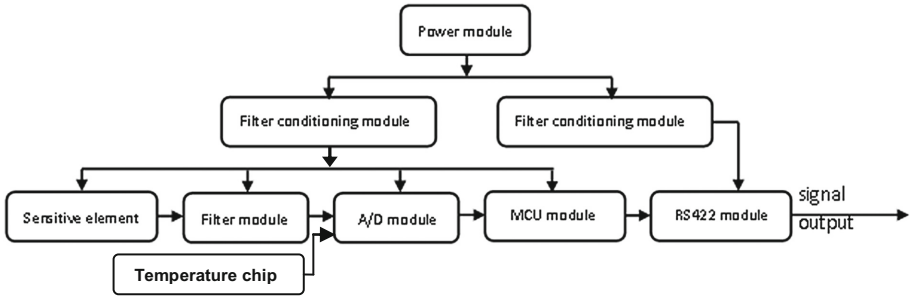 Power module
Filter conditioning module
Filter conditioning module
Sensitive element
Filter module
A/D module
MCU module
RS422 module
signal
output
Temperature chip